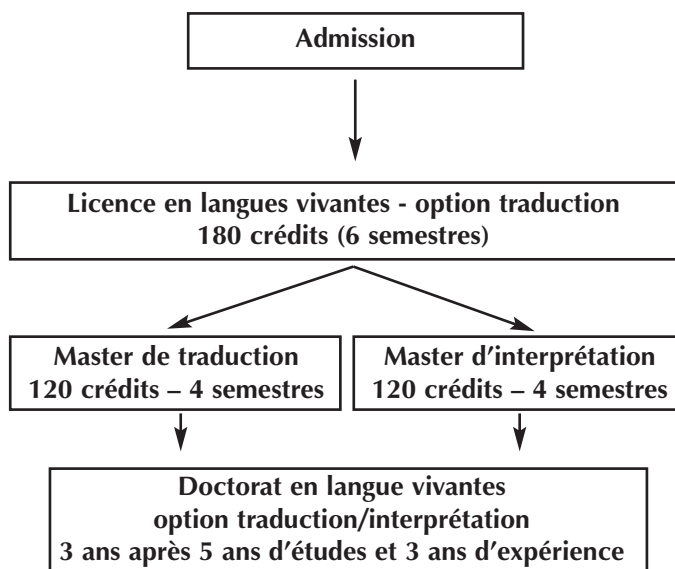 Admission
Licence en langues vivantes - option traduction
180 crédits (6 semestres)
Master de traduction
120 crédits – 4 semestres
Master d’interprétation
120 crédits – 4 semestres
Doctorat en langue vivantes
option traduction/interprétation
3 ans après 5 ans d’études et 3 ans d’expérience